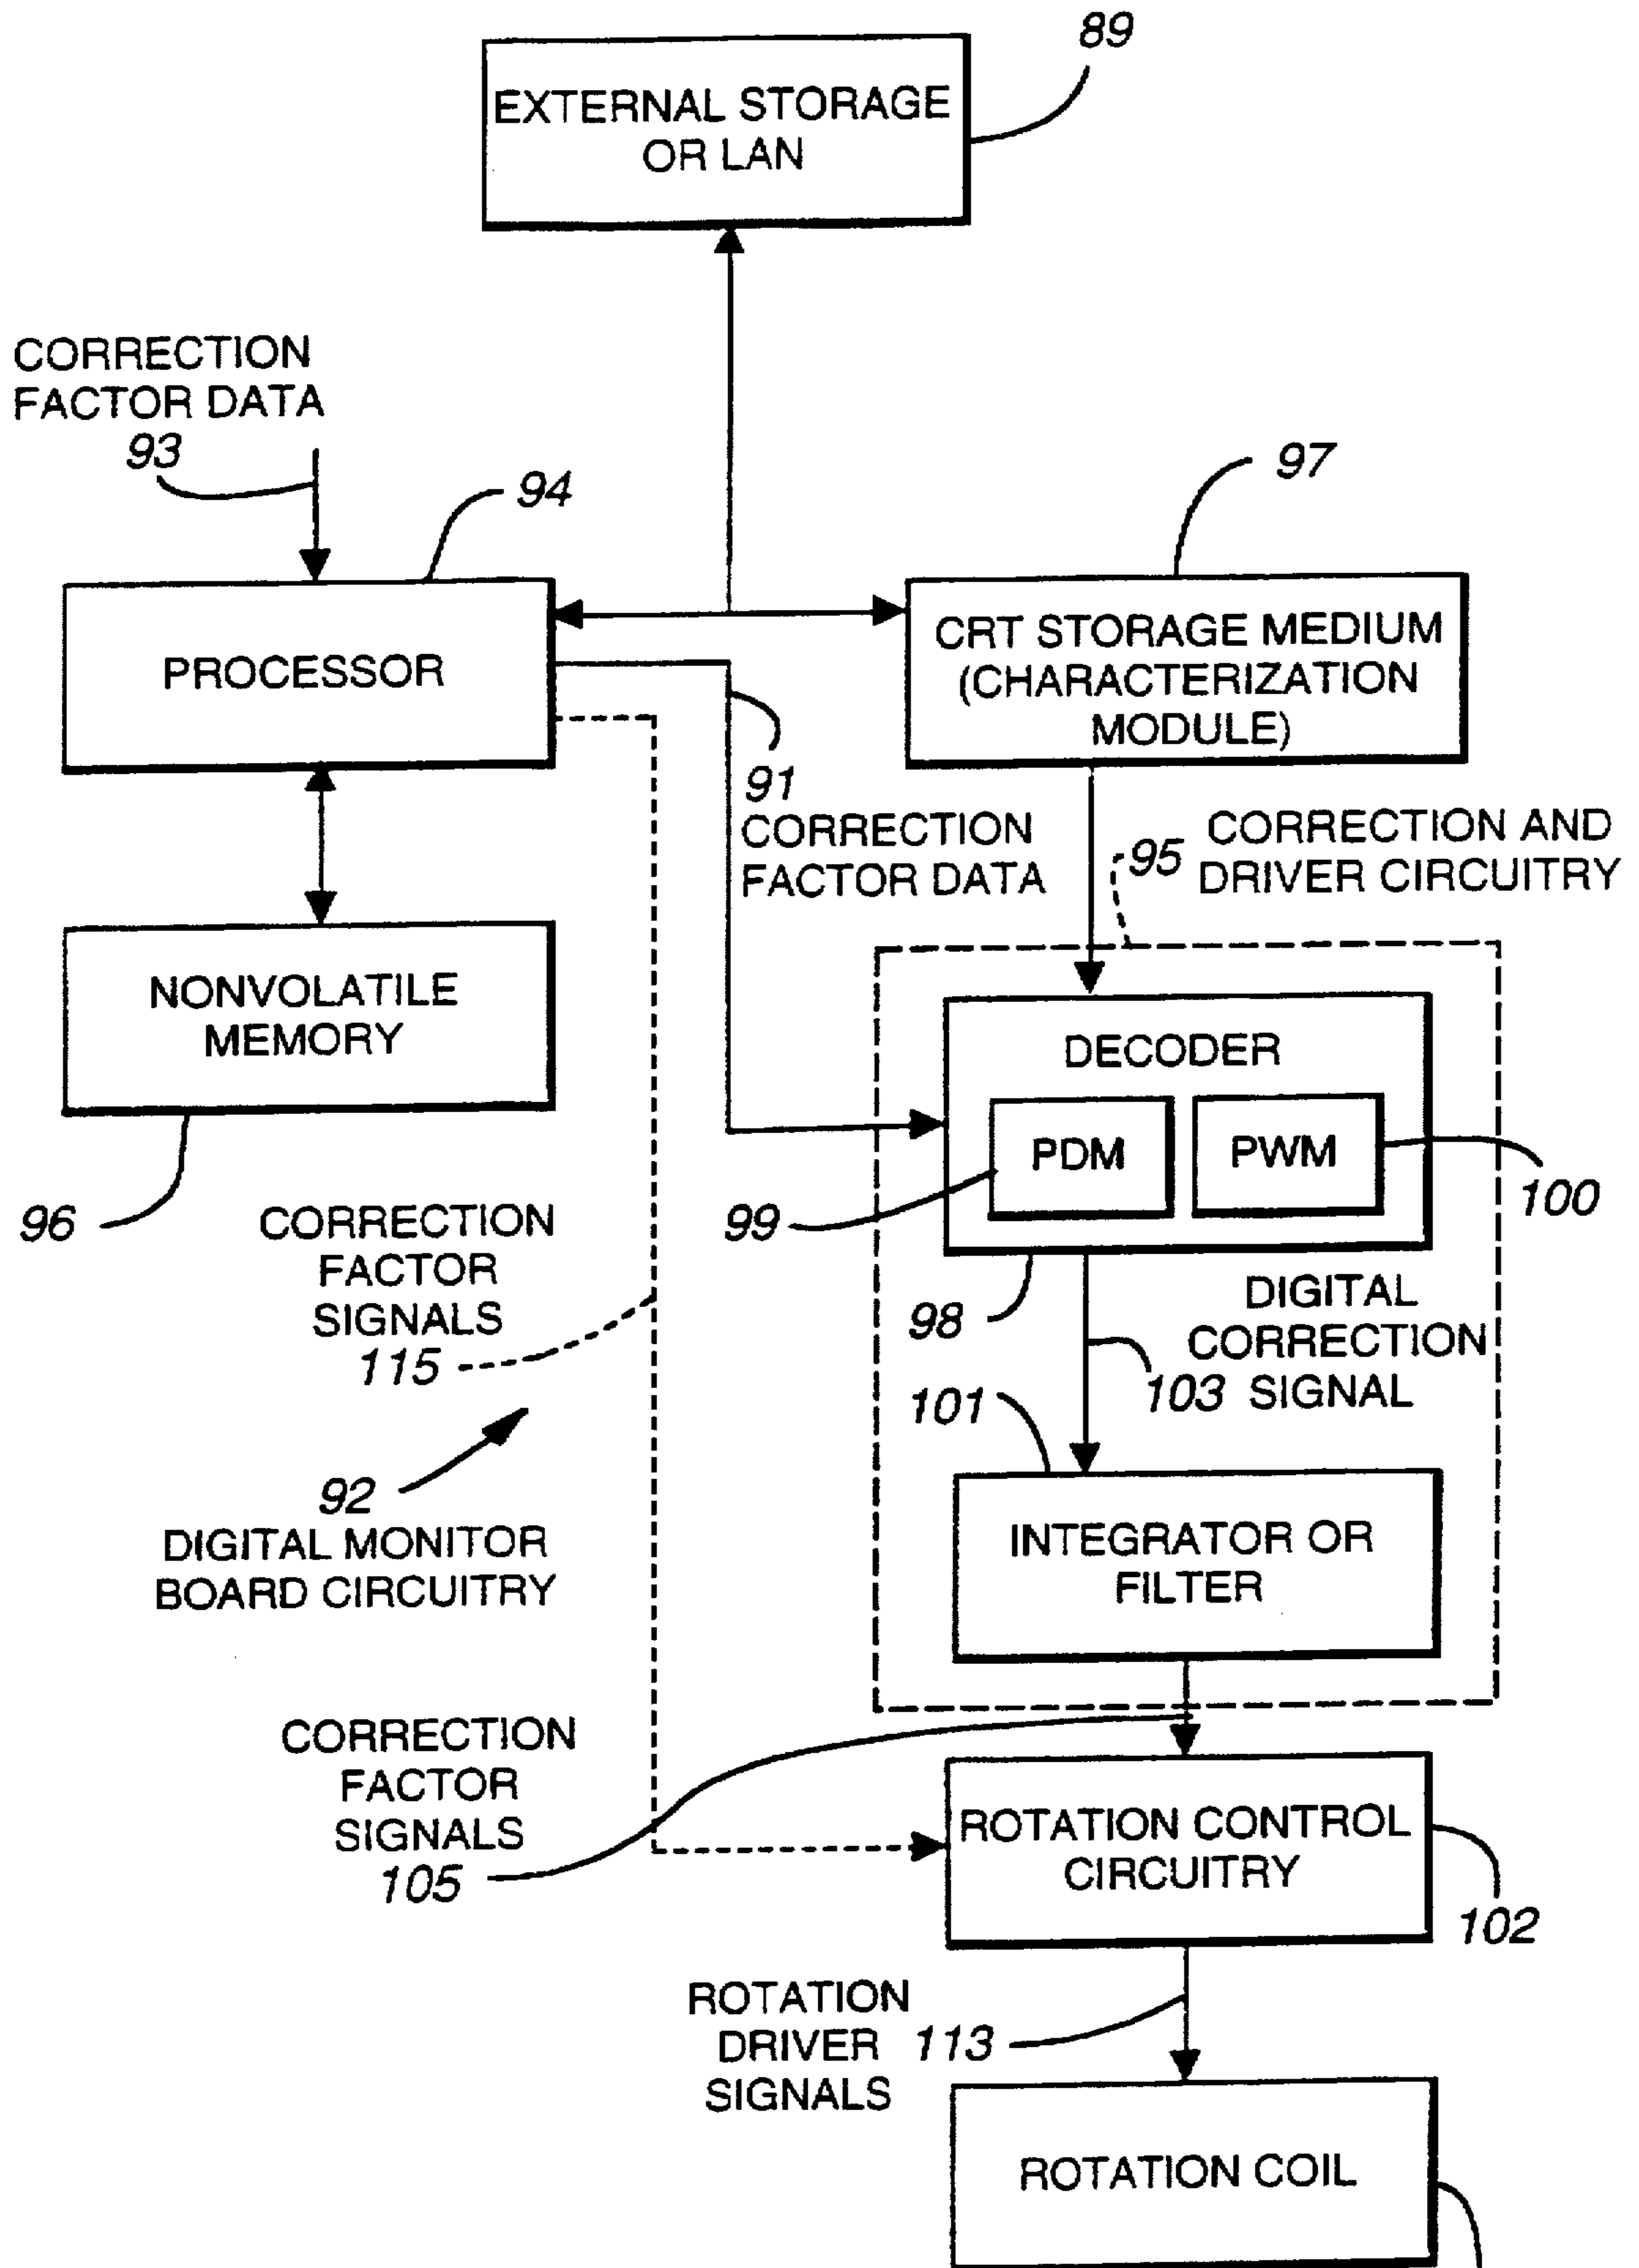 89
EXTERNAL STORAGE
OR LAN
CORRECTION
FACTOR DATA
93
94
97
PROCESSOR
CRT STORAGE MEDIUM
(CHARACTERIZATION
MODULE)
91
CORRECTION
FACTOR DATA
95
CORRECTION AND
DRIVER CIRCUITRY
NONVOLATILE
MEMORY
96
DECODER
PDM
PWM
99
100
98
CORRECTION
FACTOR
SIGNALS
115
DIGITAL
CORRECTION
SIGNAL
103
101
92
DIGITAL MONITOR
BOARD CIRCUITRY
INTEGRATOR OR
FILTER
CORRECTION
FACTOR
SIGNALS
105
ROTATION CONTROL
CIRCUITRY
102
ROTATION
DRIVER
SIGNALS
113
ROTATION COIL